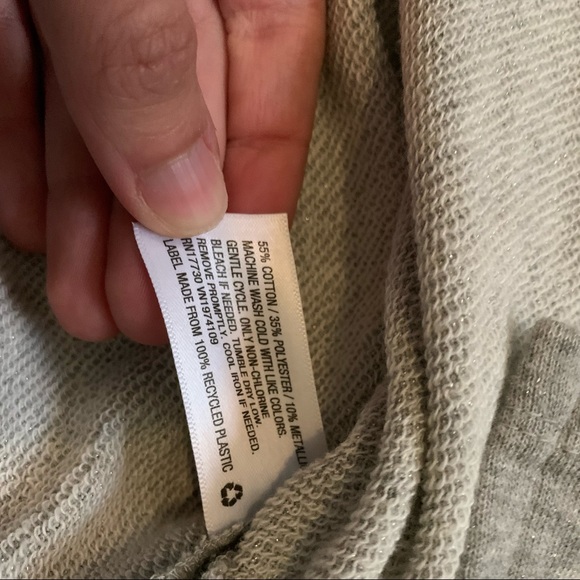 55% COTTON / 35% POLYESTER / 10% METALLI
MACHINE WASH COLD WITH LIKE COLORS.
GENTLE CYCLE. ONLY NON-CHLORINE
BLEACH IF NEEDED. TUMBLE DRY LOW.
REMOVE PROMPTLY. COOL IRON IF NEEDED.
RN17730 VN1974109
LABEL MADE FROM 100% RECYCLED PLASTIC